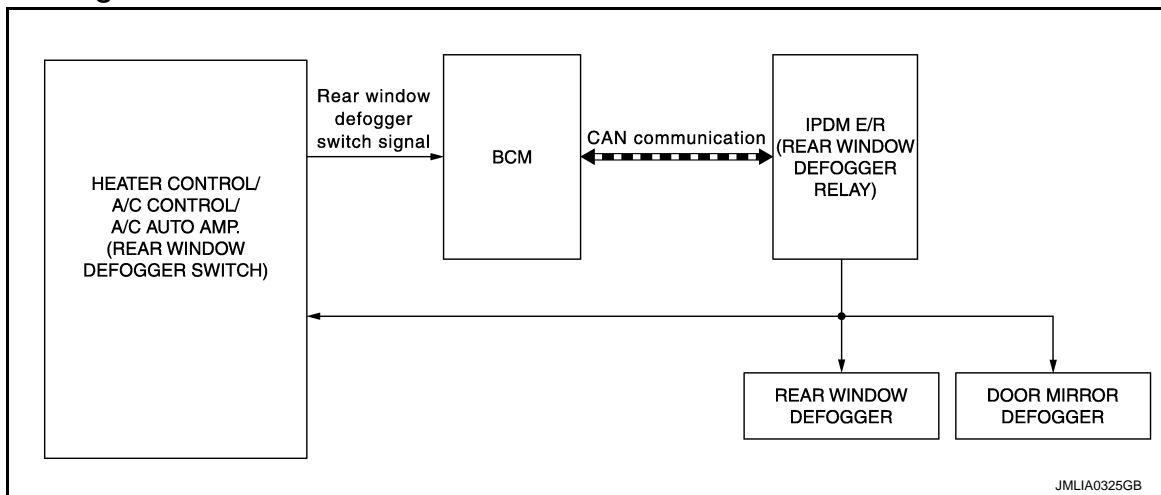 HEATER CONTROL/
A/C CONTROL/
A/C AUTO AMP.
(REAR WINDOW
DEFOGGER SWITCH)
Rear window
defogger
switch signal
BCM
CAN communication
IPDM E/R
(REAR WINDOW
DEFOGGER
RELAY)
REAR WINDOW
DEFOGGER
DOOR MIRROR
DEFOGGER
JMLIA0325GB